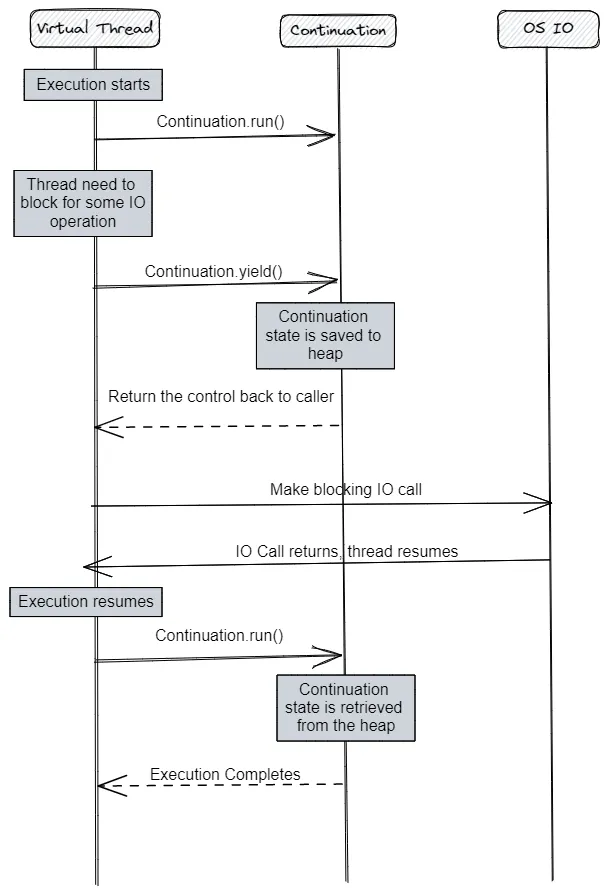 Virtual Thread
Continuation
OS IO
Execution starts
Continuation.run()
Thread need to
block for some IO
operation
Continuation.yield()
Continuation
state is saved to
heap
Return the control back to caller
Make blocking IO call
IO Call returns, thread resumes
Execution resumes
Continuation.run()
Continuation
state is retrieved
from the heap
Execution Completes